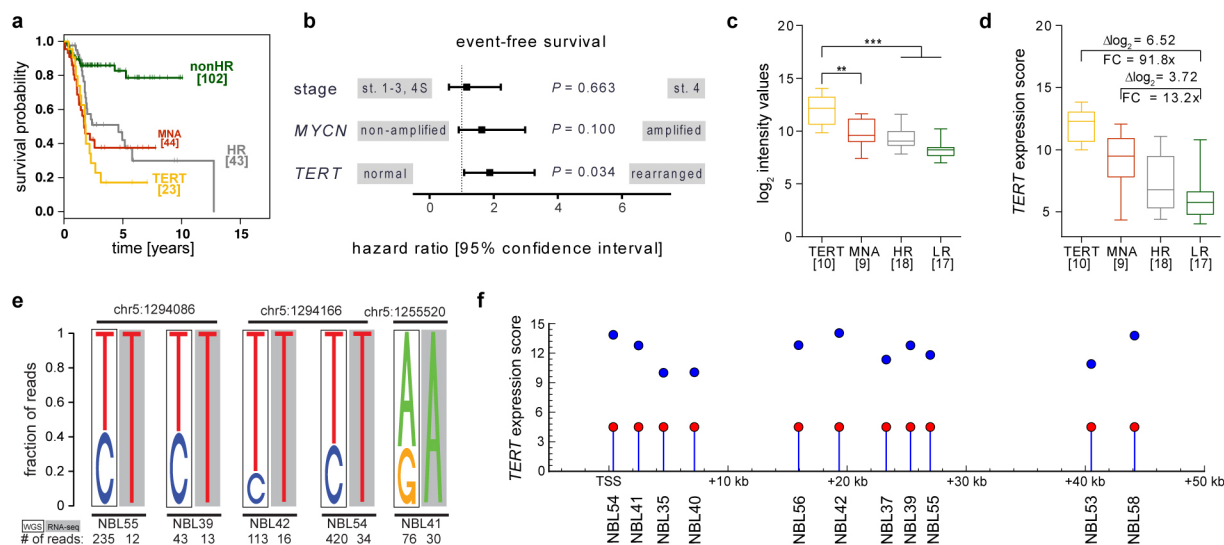 a
survival probability
1.0
0.8
0.6
0.4
0.2
0.0
nonHR
[102]
MNA
[44]
HR
[43]
TERT
[23]
0 5 10 15
time [years]
b
event-free survival
stage st. 1-3, 4S P = 0.663 st. 4
MYCN non-amplified P = 0.100 amplified
TERT normal P = 0.034 rearranged
0 2 4 6
hazard ratio [95% confidence interval]
c
log2 intensity values
20
15
10
5
***
**
TERT MNA HR LR
[10] [9] [18] [17]
d
TERT expression score
20
15
10
5
Δlog2 = 6.52
FC = 91.8x
Δlog2 = 3.72
FC = 13.2x
TERT MNA HR LR
[10] [9] [18] [17]
e
chr5:1294086 chr5:1294166 chr5:1255520
fraction of reads
1
0.8
0.6
0.4
0.2
0
T T T T T T T T A A
C C C C G
WGS RNA-seq
NBL55 NBL39 NBL42 NBL54 NBL41
# of reads: 235 12 43 13 113 16 420 34 76 30
f
TERT expression score
15
12
9
6
3
0
TSS +10 kb +20 kb +30 kb +40 kb +50 kb
NBL54
NBL41
NBL35
NBL40
NBL56
NBL42
NBL37
NBL39
NBL55
NBL53
NBL58